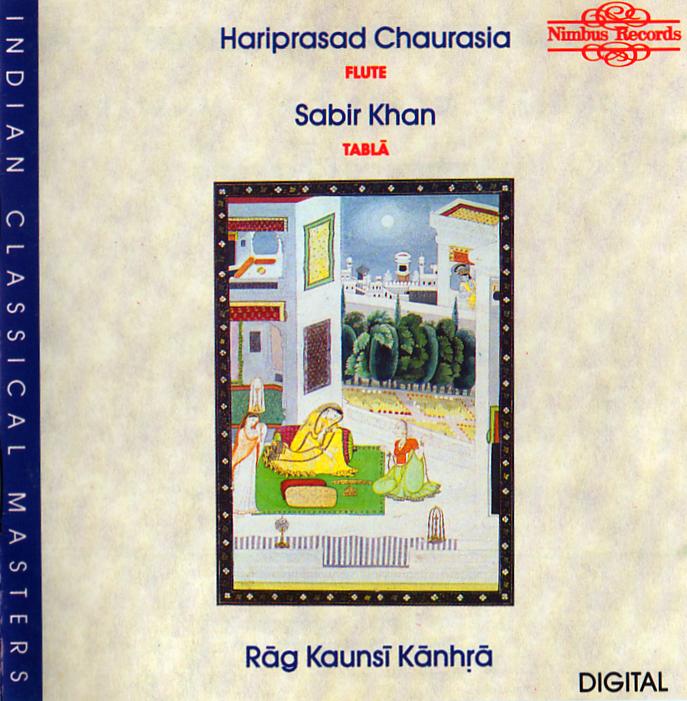 INDIAN CLASSICAL MASTERS
Hariprasad Chaurasia
FLUTE
Nimbus Records
Sabir Khan
TABLĀ
Rāg Kaunsī Kānhṛā
DIGITAL